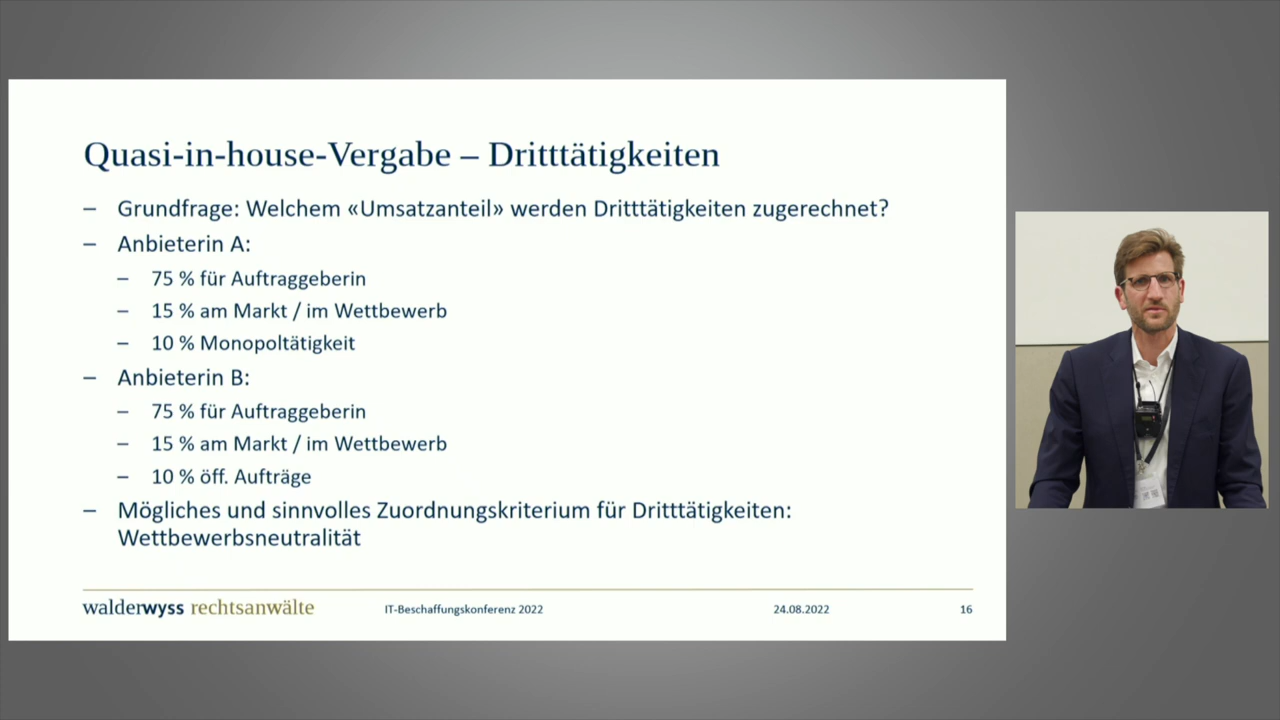 Quasi-in-house-Vergabe – Dritttätigkeiten
– Grundfrage: Welchem «Umsatzanteil» werden Dritttätigkeiten zugerechnet?
– Anbieterin A:
– 75 % für Auftraggeberin
– 15 % am Markt / im Wettbewerb
– 10 % Monopoltätigkeit
– Anbieterin B:
– 75 % für Auftraggeberin
– 15 % am Markt / im Wettbewerb
– 10 % öff. Aufträge
– Mögliches und sinnvolles Zuordnungskriterium für Dritttätigkeiten:
Wettbewerbsneutralität
walderwyss rechtsanwälte IT-Beschaffungskonferenz 2022 24.08.2022 16